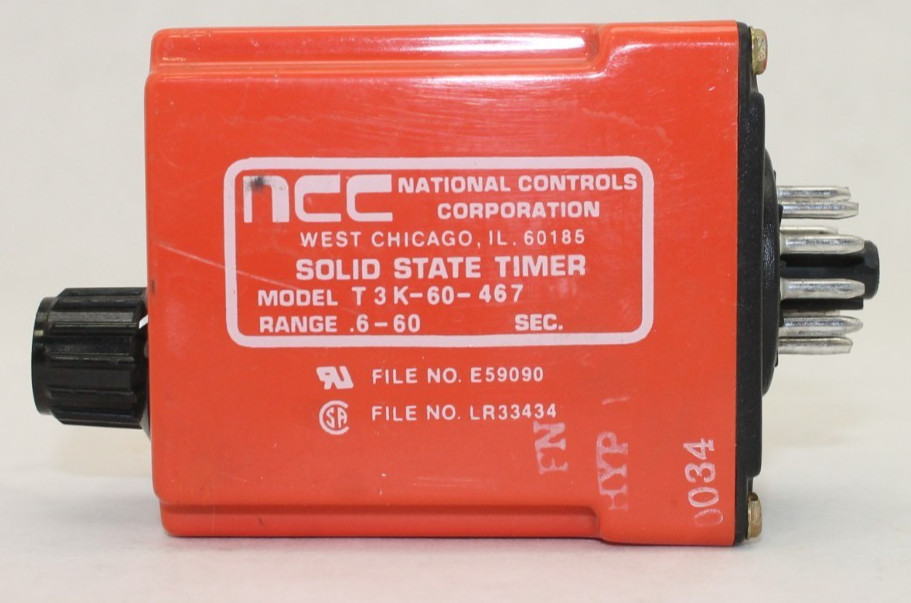 ncc NATIONAL CONTROLS
CORPORATION
WEST CHICAGO, IL. 60185
SOLID STATE TIMER
MODEL T3K-60-467
RANGE .6-60 SEC.
FILE NO. E59090
SA FILE NO. LR33434
HYP
0034